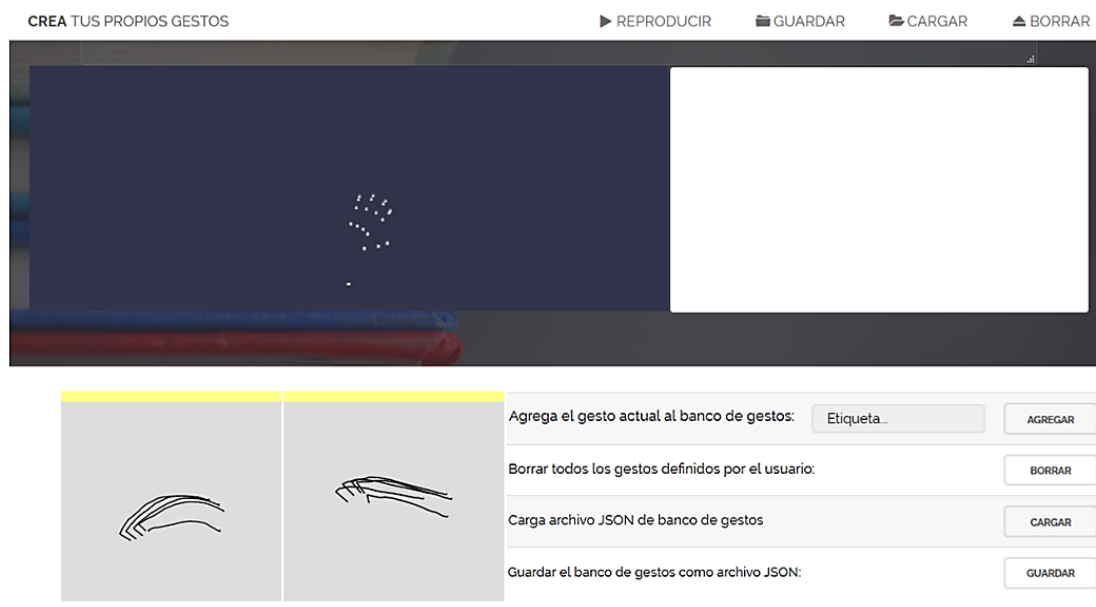 CREA TUS PROPIOS GESTOS
REPRODUCIR
GUARDAR
CARGAR
BORRAR
Agrega el gesto actual al banco de gestos:
Etiqueta...
AGREGAR
Borrar todos los gestos definidos por el usuario:
BORRAR
Carga archivo JSON de banco de gestos
CARGAR
Guardar el banco de gestos como archivo JSON:
GUARDAR